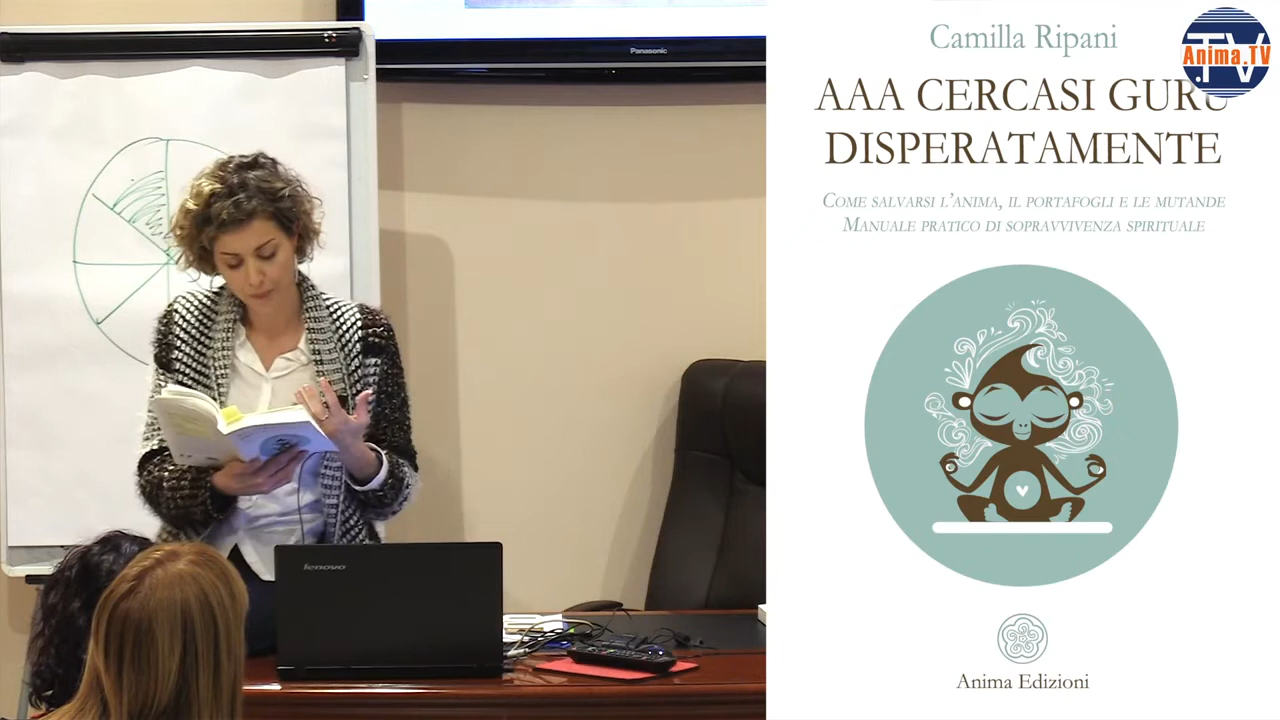 Panasonic
lenovo
Camilla Ripani
AAA CERCASI GURU
DISPERATAMENTE
COME SALVARSI L'ANIMA, IL PORTAFOGLI E LE MUTANDE
MANUALE PRATICO DI SOPRAVVIVENZA SPIRITUALE
Anima Edizioni
TV
Anima.TV